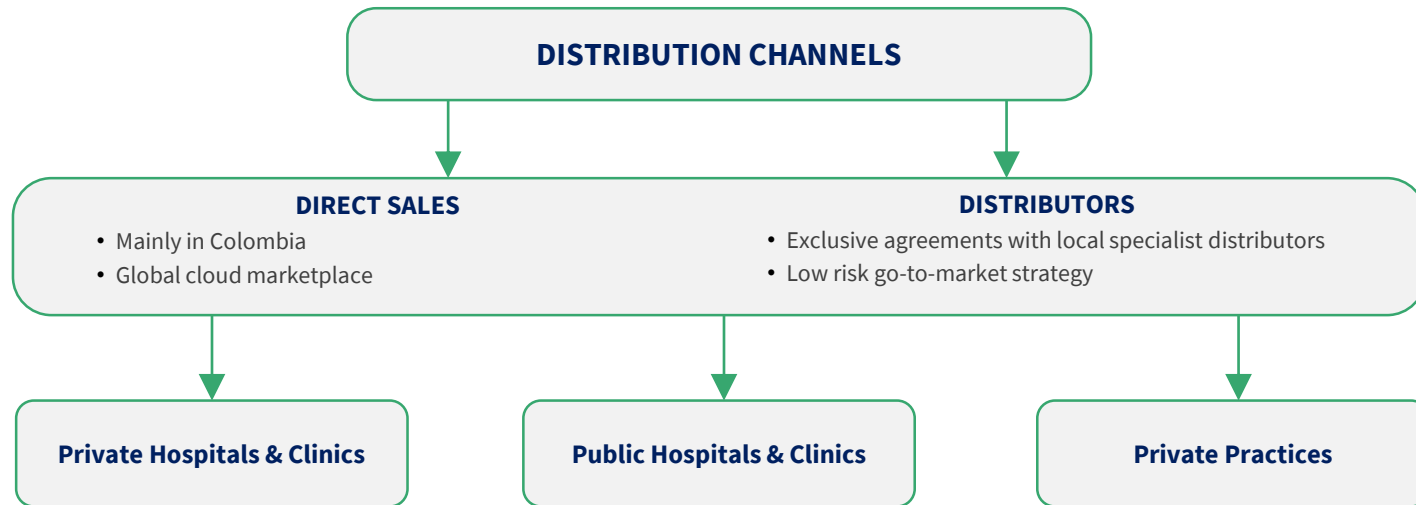 DISTRIBUTION CHANNELS
DIRECT SALES
• Mainly in Colombia
• Global cloud marketplace
DISTRIBUTORS
• Exclusive agreements with local specialist distributors
• Low risk go-to-market strategy
Private Hospitals & Clinics
Public Hospitals & Clinics
Private Practices